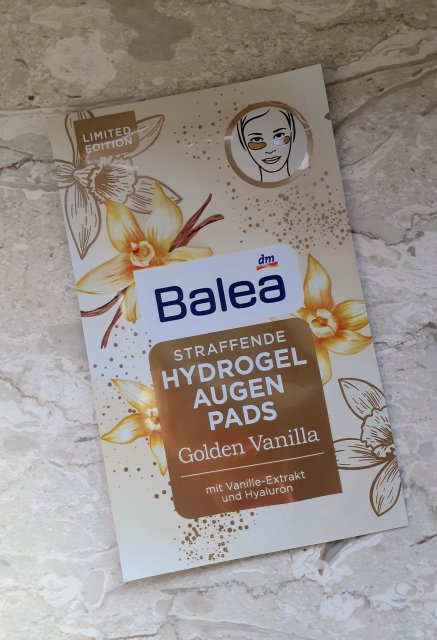 LIMITED
EDITION
dm
Balea
STRAFFENDE
HYDROGEL
AUGEN
PADS
Golden Vanilla
mit Vanille-Extrakt
und Hyaluron